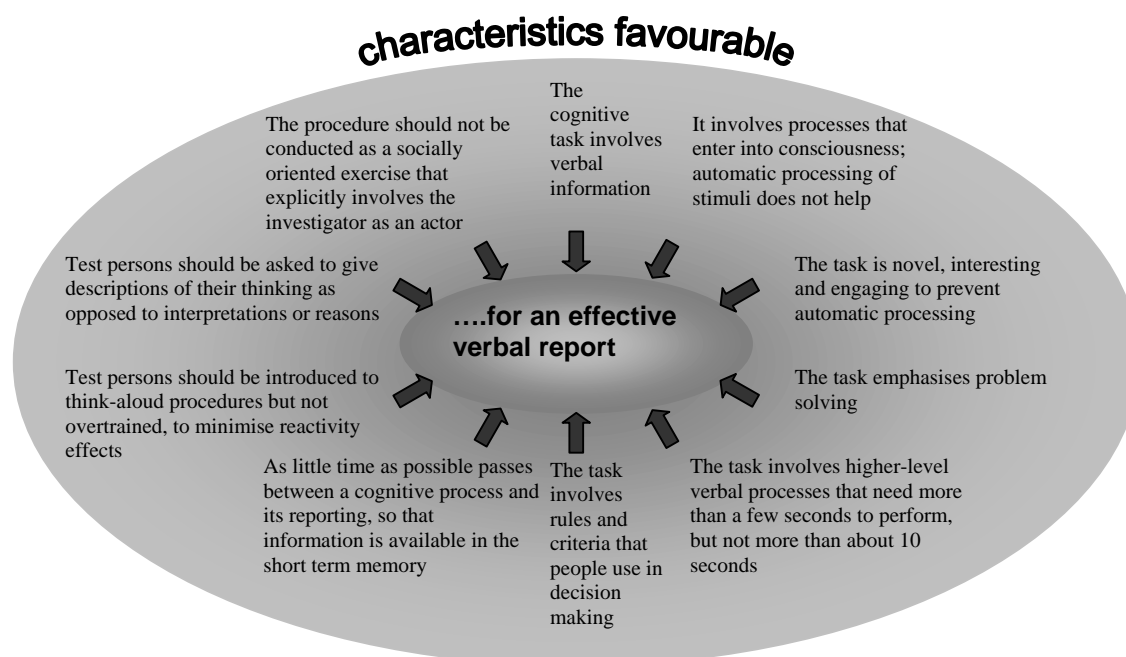 characteristics favourable
The
cognitive
task involves
verbal
information
It involves processes that
enter into consciousness;
automatic processing of
stimuli does not help
The task is novel, interesting
and engaging to prevent
automatic processing
The task emphasises problem
solving
The task involves higher-level
verbal processes that need more
than a few seconds to perform,
but not more than about 10
seconds
The task
involves
rules and
criteria that
people use in
decision
making
As little time as possible passes
between a cognitive process and
its reporting, so that
information is available in the
short term memory
Test persons should be introduced to
think-aloud procedures but not
overtrained, to minimise reactivity
effects
Test persons should be asked to give
descriptions of their thinking as
opposed to interpretations or reasons
The procedure should not be
conducted as a socially
oriented exercise that
explicitly involves the
investigator as an actor
….for an effective
verbal report